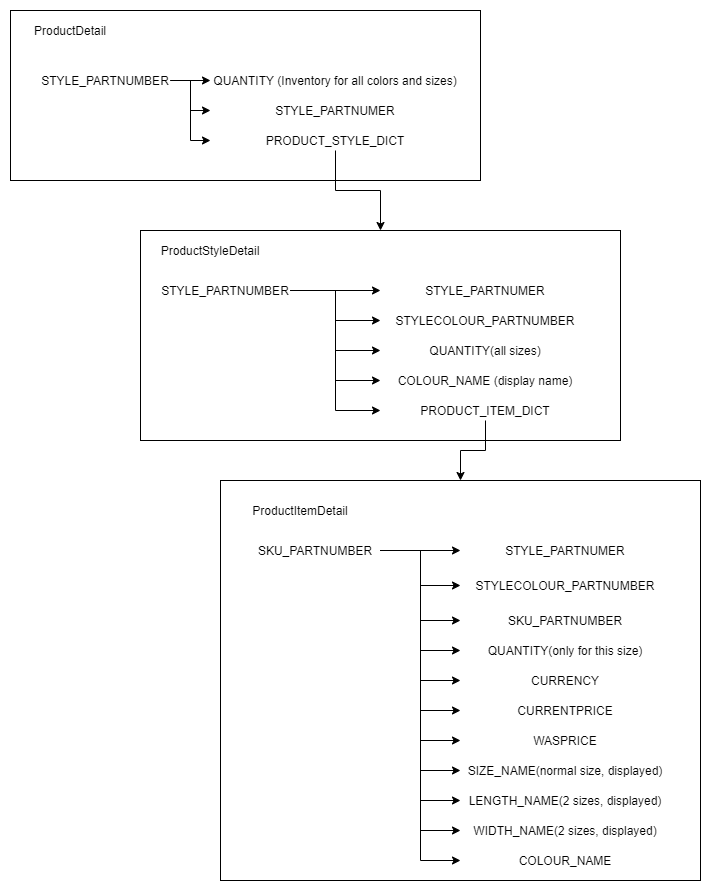 ProductDetail
STYLE_PARTNUMBER
QUANTITY (Inventory for all colors and sizes)
STYLE_PARTNUMER
PRODUCT_STYLE_DICT
ProductStyleDetail
STYLE_PARTNUMBER
STYLE_PARTNUMER
STYLECOLOUR_PARTNUMBER
QUANTITY(all sizes)
COLOUR_NAME (display name)
PRODUCT_ITEM_DICT
ProductItemDetail
SKU_PARTNUMBER
STYLE_PARTNUMER
STYLECOLOUR_PARTNUMBER
SKU_PARTNUMBER
QUANTITY(only for this size)
CURRENCY
CURRENTPRICE
WASPRICE
SIZE_NAME(normal size, displayed)
LENGTH_NAME(2 sizes, displayed)
WIDTH_NAME(2 sizes, displayed)
COLOUR_NAME